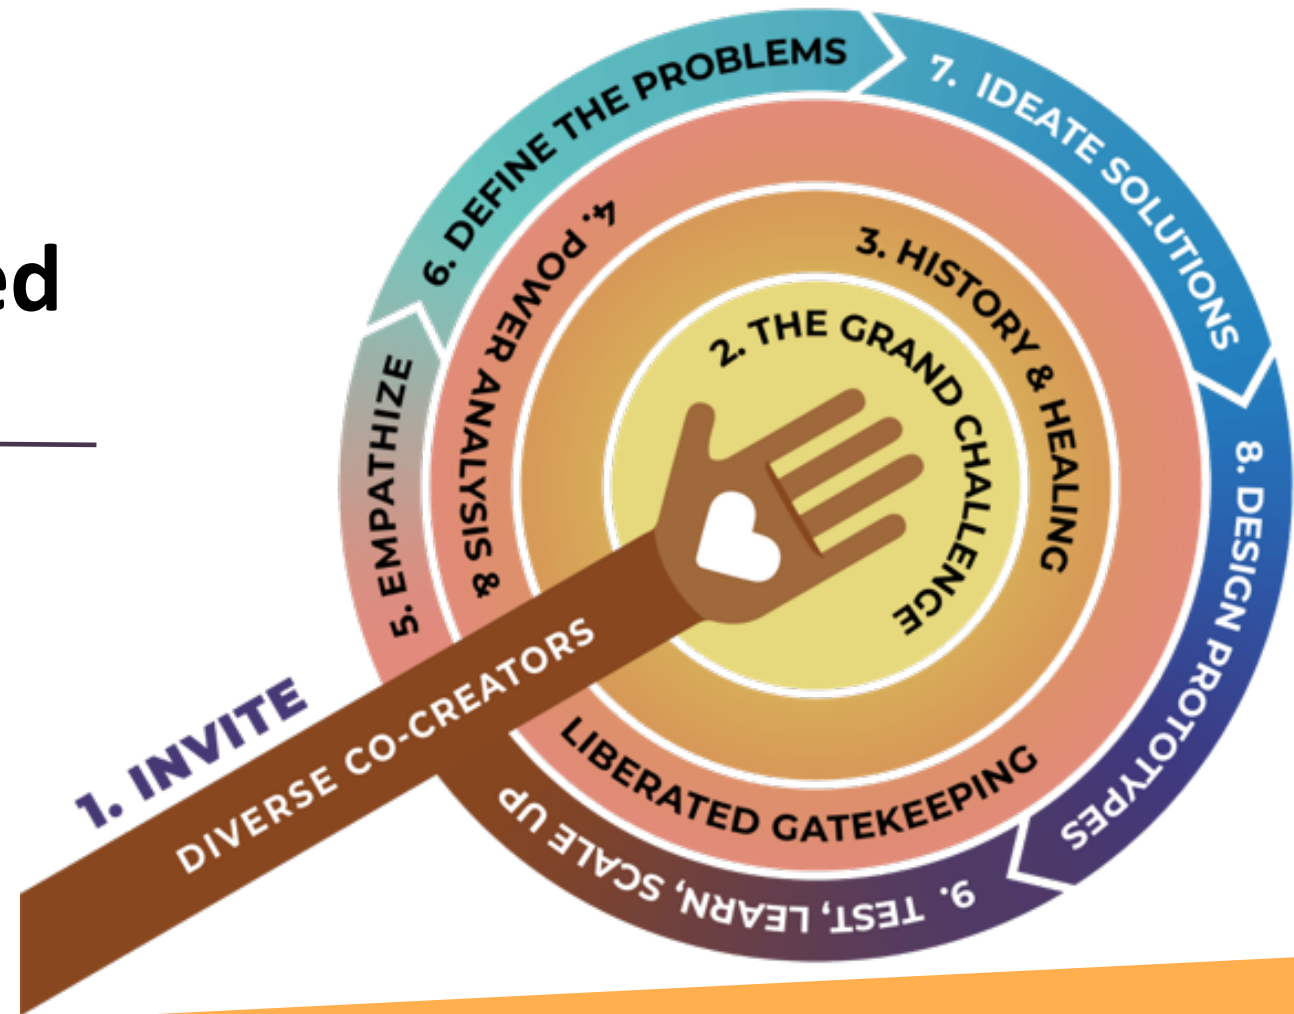 ed
1. INVITE
DIVERSE CO-CREATORS
2. THE GRAND CHALLENGE
3. HISTORY & HEALING
4. POWER ANALYSIS &
LIBERATED GATEKEEPING
5. EMPATHIZE
6. DEFINE THE PROBLEMS
7. IDEATE SOLUTIONS
8. DESIGN PROTOTYPES
9. TEST, LEARN, SCALE UP